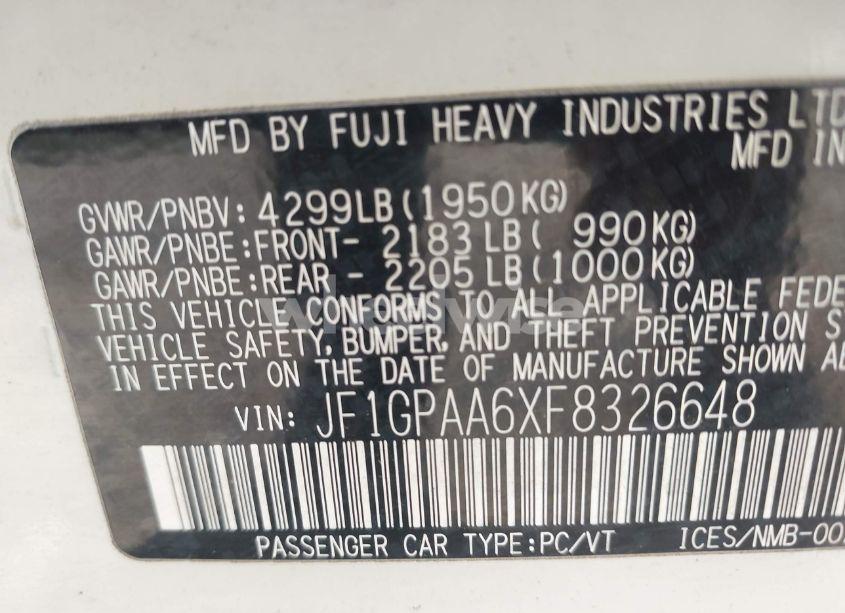 MFD BY FUJI HEAVY INDUSTRIES LTD
MFD IN
GVWR/PNBV: 4299LB (1950KG)
GAWR/PNBE:FRONT- 2183 LB ( 990KG)
GAWR/PNBE:REAR - 2205 LB (1000KG)
THIS VEHICLE CONFORMS TO ALL APPLICABLE FEDE
VEHICLE SAFETY, BUMPER, AND THEFT PREVENTION S
IN EFFECT ON THE DATE OF MANUFACTURE SHOWN AB
VIN: JF1GPAA6XF8326648
PASSENGER CAR TYPE:PC/VT ICES/NMB-00